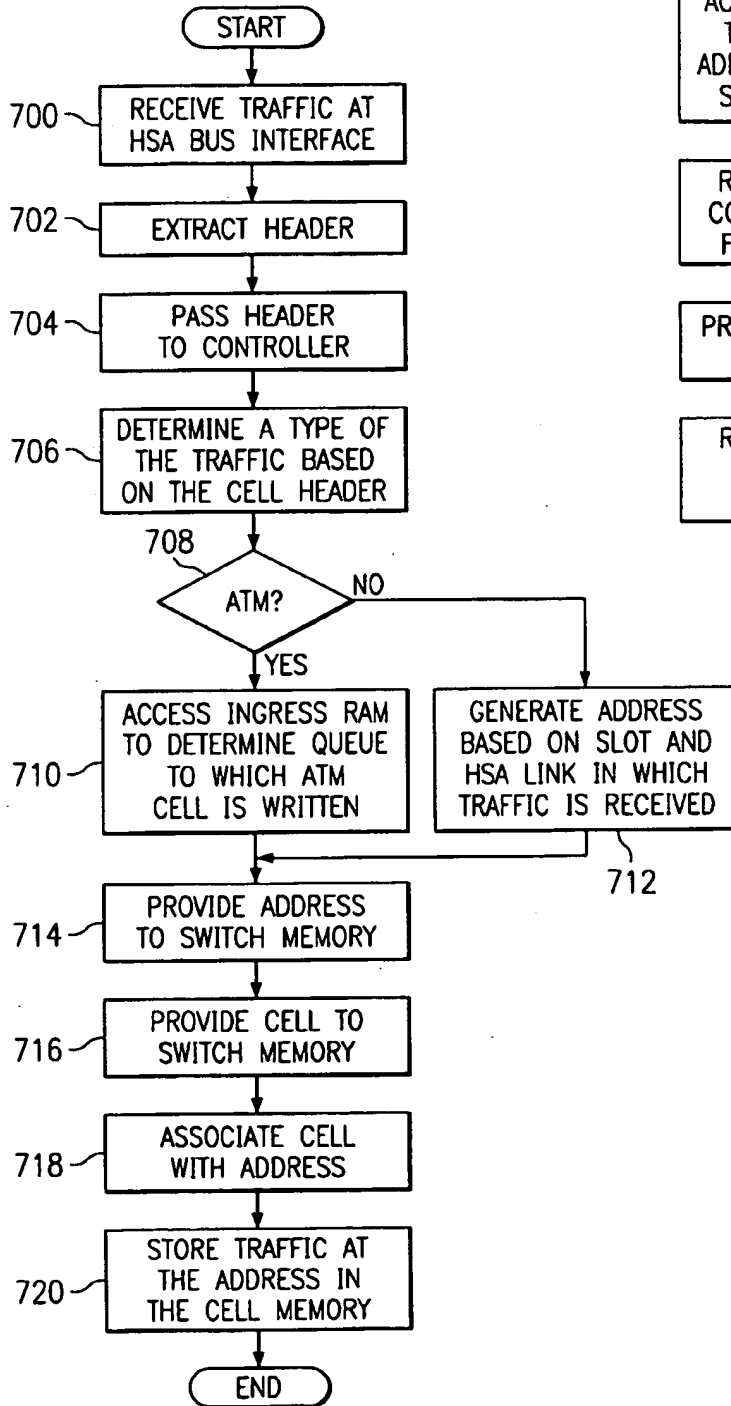 START
700
RECEIVE TRAFFIC AT
HSA BUS INTERFACE
702
EXTRACT HEADER
704
PASS HEADER
TO CONTROLLER
706
DETERMINE A TYPE OF
THE TRAFFIC BASED
ON THE CELL HEADER
708
ATM?
NO
YES
710
ACCESS INGRESS RAM
TO DETERMINE QUEUE
TO WHICH ATM
CELL IS WRITTEN
GENERATE ADDRESS
BASED ON SLOT AND
HSA LINK IN WHICH
TRAFFIC IS RECEIVED
712
714
PROVIDE ADDRESS
TO SWITCH MEMORY
716
PROVIDE CELL TO
SWITCH MEMORY
718
ASSOCIATE CELL
WITH ADDRESS
720
STORE TRAFFIC AT
THE ADDRESS IN
THE CELL MEMORY
END